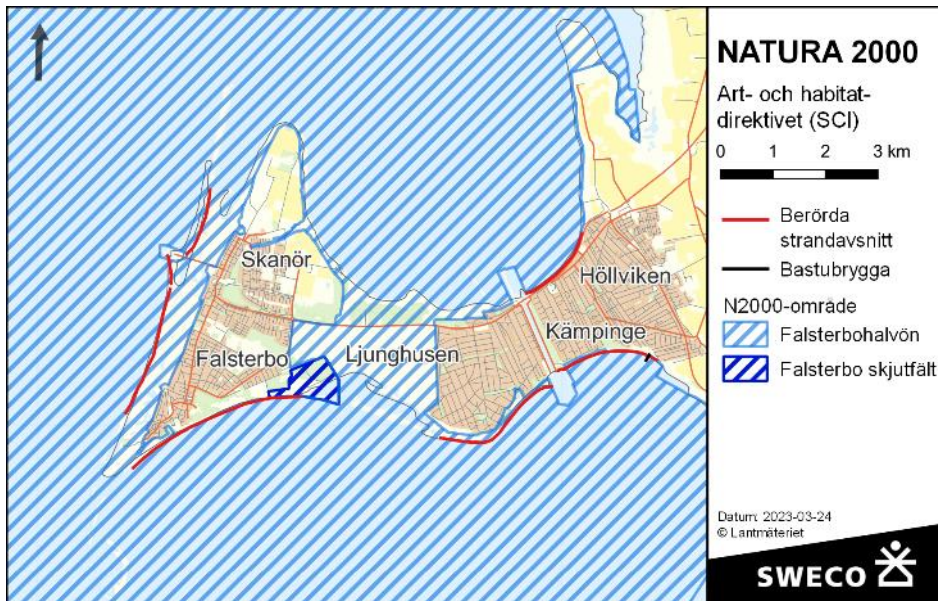 NATURA 2000
Art- och habitat-
direktivet (SCI)
0 1 2 3 km
Berörda
strandavsnitt
Bastubrygga
N2000-område
Falsterbohalvön
Falsterbo skjutfält
Skanör
Höllviken
Kämpinge
Falsterbo
Ljunghusen
Datum: 2023-03-24
© Lantmäteriet
SWECO